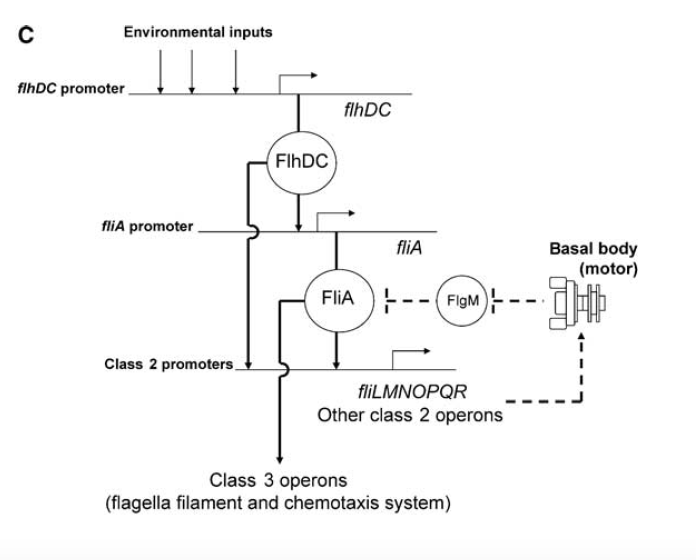 C
Environmental inputs
flhDC promoter
flhDC
FlhDC
fliA promoter
fliA
Basal body
(motor)
FliA
FlgM
Class 2 promoters
fliLMNOPQR
Other class 2 operons
Class 3 operons
(flagella filament and chemotaxis system)